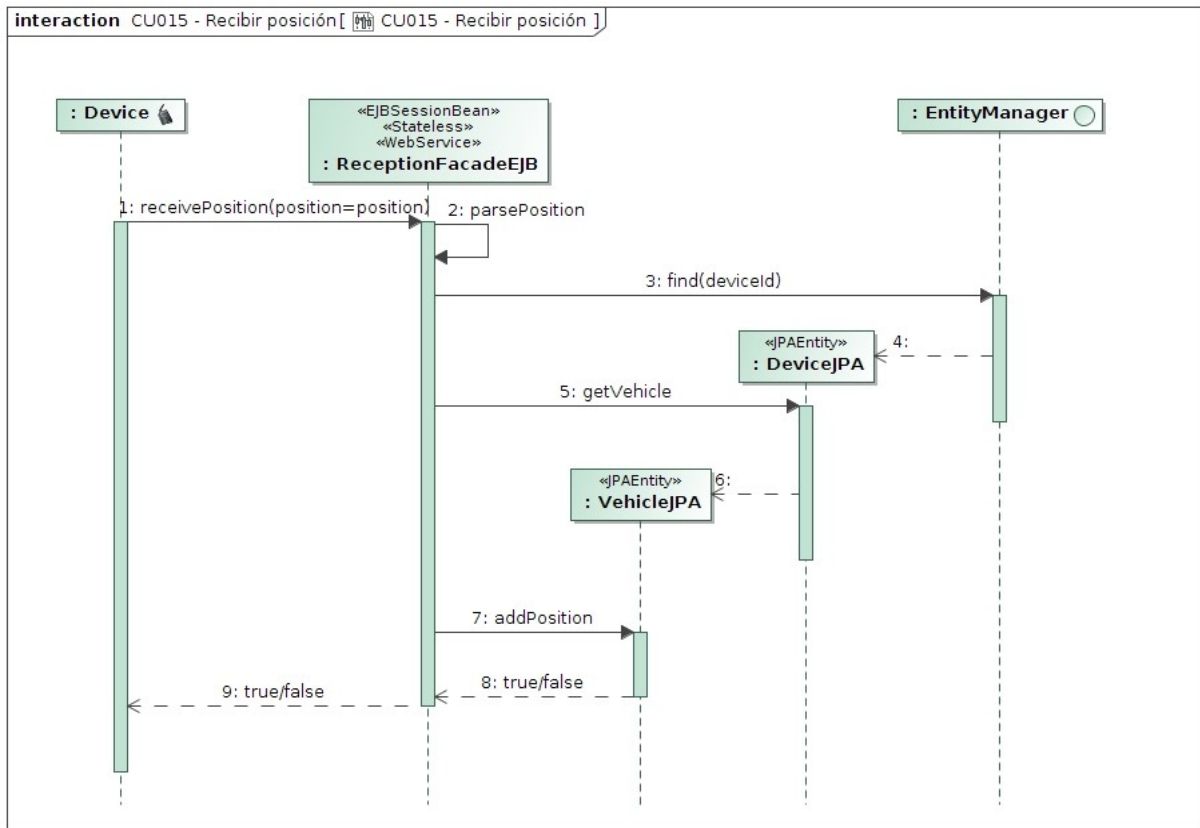 interaction CU015 - Recibir posición[ CU015 - Recibir posición ]
: Device
«EJBSessionBean»
«Stateless»
«WebService»
: ReceptionFacadeEJB
: EntityManager
1: receivePosition(position=position)
2: parsePosition
3: find(deviceId)
«JPAEntity»
: DeviceJPA
4:
5: getVehicle
«JPAEntity»
: VehicleJPA
6:
7: addPosition
8: true/false
9: true/false